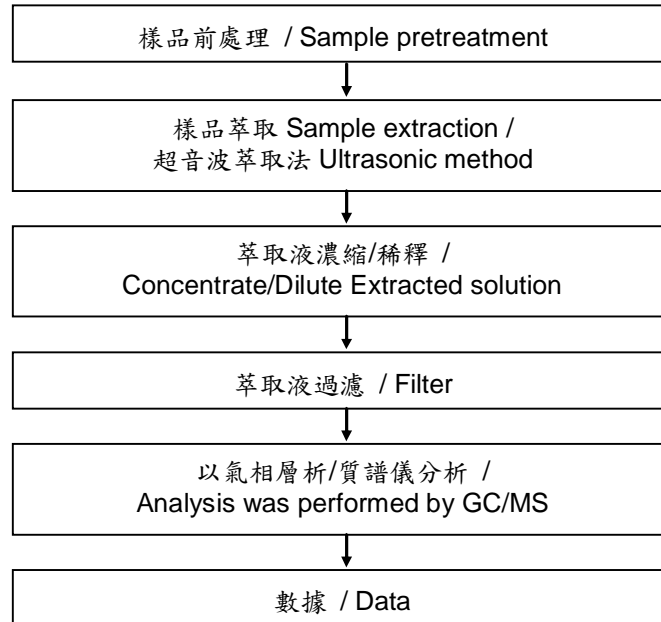 樣品前處理 / Sample pretreatment
樣品萃取 Sample extraction /
超音波萃取法 Ultrasonic method
萃取液濃縮/稀釋 /
Concentrate/Dilute Extracted solution
萃取液過濾 / Filter
以氣相層析/質譜儀分析 /
Analysis was performed by GC/MS
數據 / Data